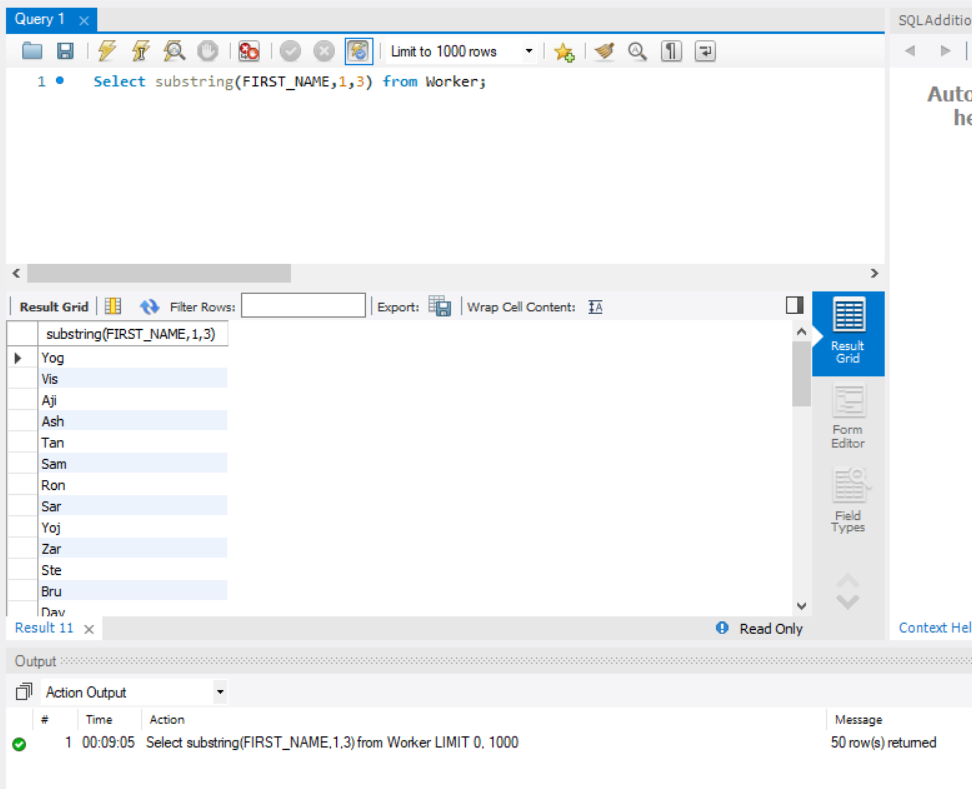 Query 1
SQLAdditio
Limit to 1000 rows
1 Select substring(FIRST_NAME,1,3) from Worker;
Auto
he
Result Grid Filter Rows: Export: Wrap Cell Content:
substring(FIRST_NAME,1,3)
Yog
Vis
Aji
Ash
Tan
Sam
Ron
Sar
Yoj
Zar
Ste
Bru
Dav
Result
Grid
Form
Editor
Field
Types
Result 11
Read Only
Context Hel
Output
Action Output
# Time Action Message
1 00:09:05 Select substring(FIRST_NAME,1,3) from Worker LIMIT 0, 1000 50 row(s) returned